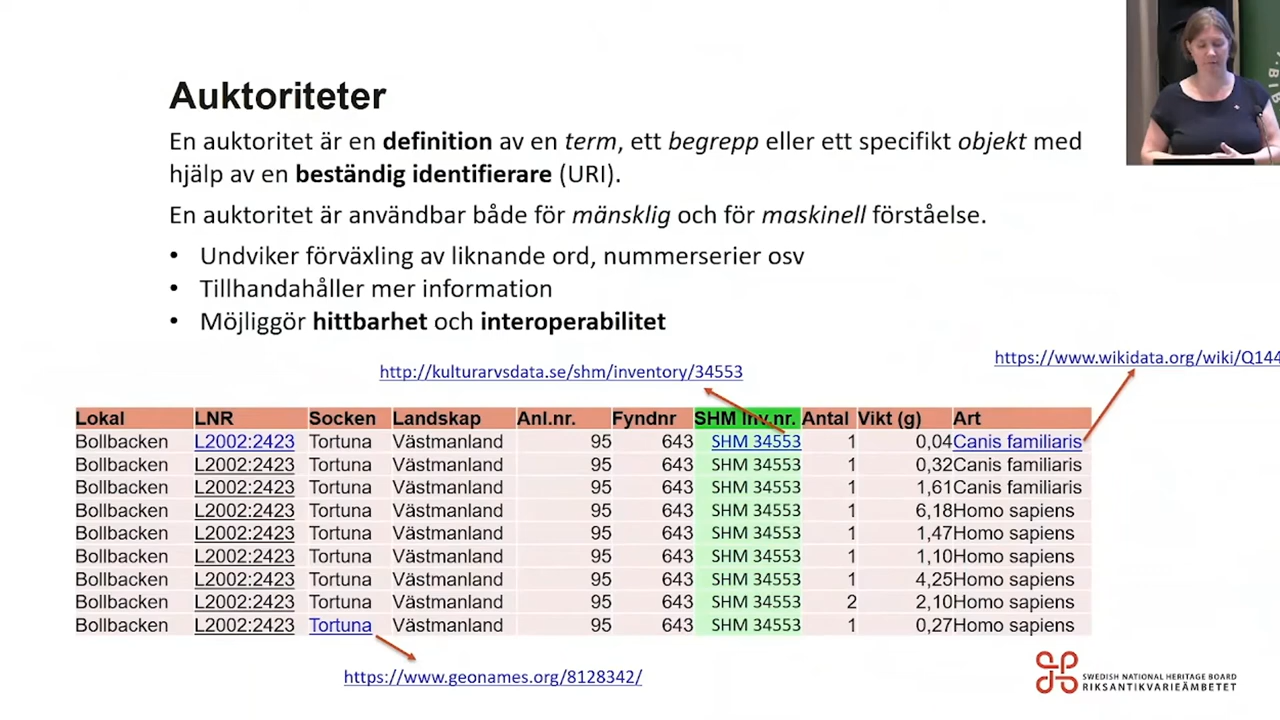 Auktoriteter
En auktoritet är en definition av en term, ett begrepp eller ett specifikt objekt med
hjälp av en beständig identifierare (URI).
En auktoritet är användbar både för mänsklig och för maskinell förståelse.
• Undviker förväxling av liknande ord, nummerserier osv
• Tillhandahåller mer information
• Möjliggör hittbarhet och interoperabilitet
http://kulturarvsdata.se/shm/inventory/34553
https://www.wikidata.org/wiki/Q144
Lokal LNR Socken Landskap Anl.nr. Fyndnr SHM Inv.nr. Antal Vikt (g) Art
Bollbacken L2002:2423 Tortuna Västmanland 95 643 SHM 34553 1 0,04 Canis familiaris
Bollbacken L2002:2423 Tortuna Västmanland 95 643 SHM 34553 1 0,32 Canis familiaris
Bollbacken L2002:2423 Tortuna Västmanland 95 643 SHM 34553 1 1,61 Canis familiaris
Bollbacken L2002:2423 Tortuna Västmanland 95 643 SHM 34553 1 6,18 Homo sapiens
Bollbacken L2002:2423 Tortuna Västmanland 95 643 SHM 34553 1 1,47 Homo sapiens
Bollbacken L2002:2423 Tortuna Västmanland 95 643 SHM 34553 1 1,10 Homo sapiens
Bollbacken L2002:2423 Tortuna Västmanland 95 643 SHM 34553 1 4,25 Homo sapiens
Bollbacken L2002:2423 Tortuna Västmanland 95 643 SHM 34553 2 2,10 Homo sapiens
Bollbacken L2002:2423 Tortuna Västmanland 95 643 SHM 34553 1 0,27 Homo sapiens
https://www.geonames.org/8128342/
SWEDISH NATIONAL HERITAGE BOARD
RIKSANTIKVARIEÄMBETET